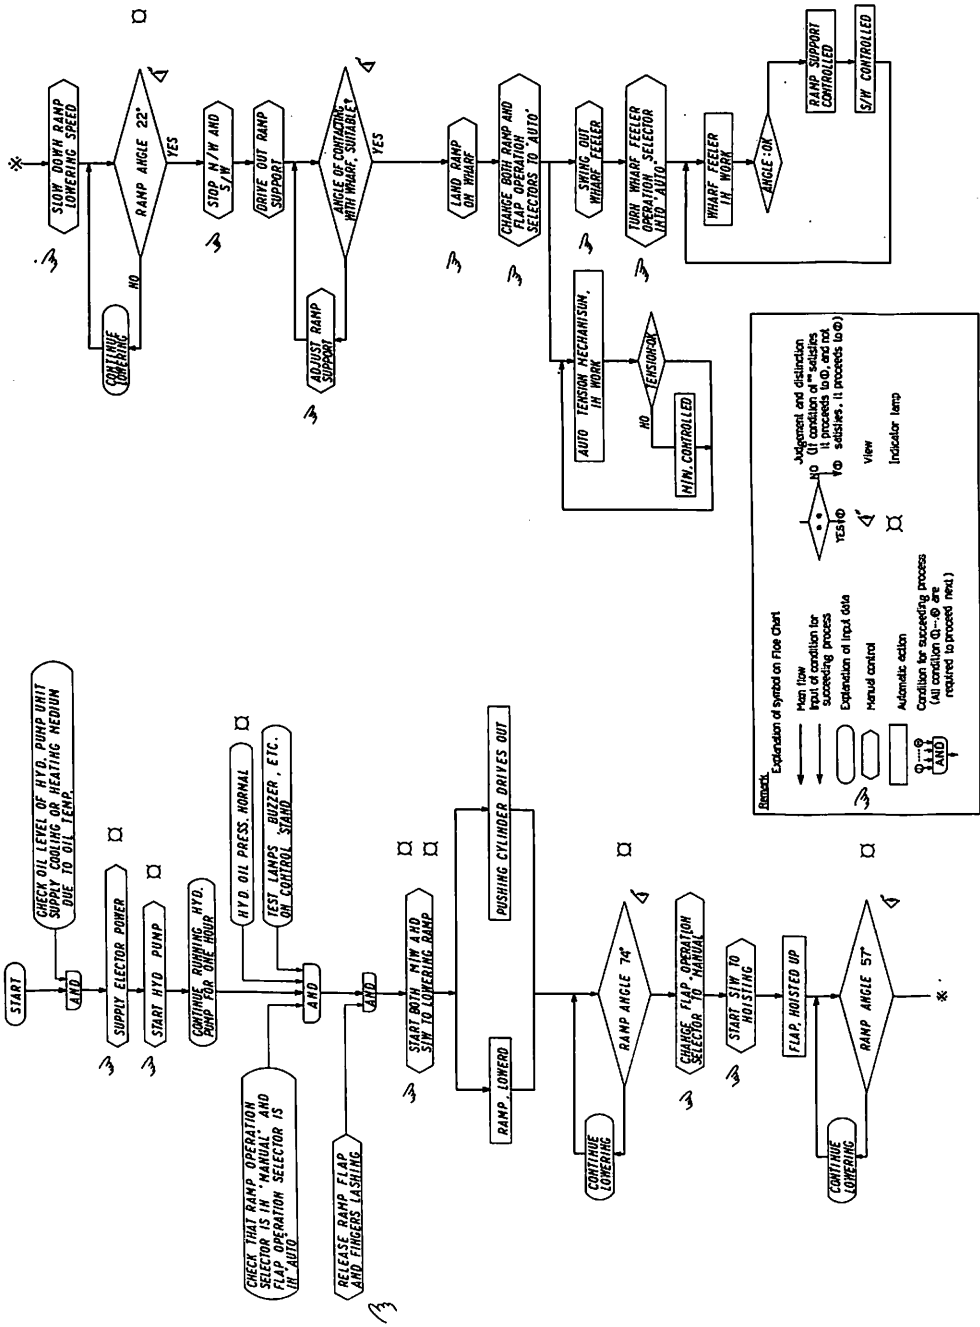 START
CHECK OIL LEVEL OF HYD. PUMP UNIT
SUPPLY COOLING OR HEATING MEDIUM
DUE TO OIL TEMP.
AND
SUPPLY ELECTOR POWER
START HYD PUMP
CONTINUE RUNNING HYD.
PUMP FOR ONE HOUR
HYD. OIL PRESS, NORMAL
TEST LAMPS, BUZZER, ETC.
ON CONTROL STAND
CHECK THAT RAMP OPERATION
SELECTOR IS IN "MANUAL" AND
FLAP OPERATION SELECTOR IS
IN "AUTO"
AND
RELEASE RAMP FLAP
AND FINGERS LASHING
AND
START BOTH M/W AND
S/W TO LOWERING RAMP
RAMP, LOWERD
PUSHING CYLINDER DRIVES OUT
CONTINUE
LOWERING
RAMP ANGLE 74°
CHANGE FLAP OPERATION
SELECTOR TO "MANUAL"
START S/W TO
HOISTING
FLAP, HOISTED UP
CONTINUE
LOWERING
RAMP ANGLE 57°
※
※
SLOW DOWN RAMP
LOWERING SPEED
CONTINUE
LOWERING
NO
RAMP ANGLE 22°
YES
STOP M/W AND
S/W
DRIVE OUT RAMP
SUPPORT
ADJUST RAMP
SUPPORT
ANGLE OF CONTACTING
WITH WHARF, SUITABLE?
YES
LAND RAMP
ON WHARF
CHANGE BOTH RAMP AND
FLAP OPERATION
SELECTORS TO "AUTO"
AUTO TENSION MECHANISUM,
IN WORK
TENSION:OK
NO
M/W, CONTROLLED
SWING OUT
WHARF FEELER
TURN WHARF FEELER
OPERATION SELECTOR
INTO "AUTO"
WHARF FEELER
IN WORK
ANGLE:OK
RAMP SUPPORT
CONTROLLED
S/W CONTROLLED
Remark
Explanation of symbol on Floe Chart
Main flow
Input of condition for
succeeding process
Explanation of input data
Manual control
Automatic action
①---⑥
AND
Condition for succeeding process
(All condition ①--⑥ are
required to proceed next)
NO
YES①
②
Judgement and distinction
(If condition of ** satisfies
it proceeds to①, and not
satisfies, it proceeds to②)
View
Indicator lamp